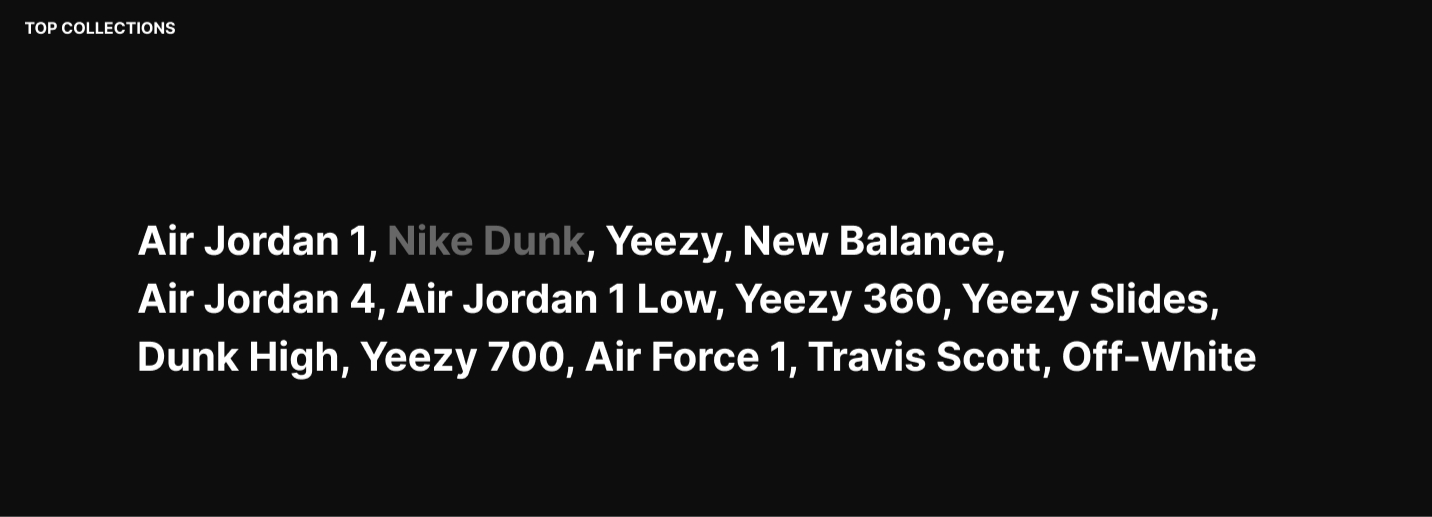 TOP COLLECTIONS
Air Jordan 1, Nike Dunk, Yeezy, New Balance,
Air Jordan 4, Air Jordan 1 Low, Yeezy 360, Yeezy Slides,
Dunk High, Yeezy 700, Air Force 1, Travis Scott, Off-White